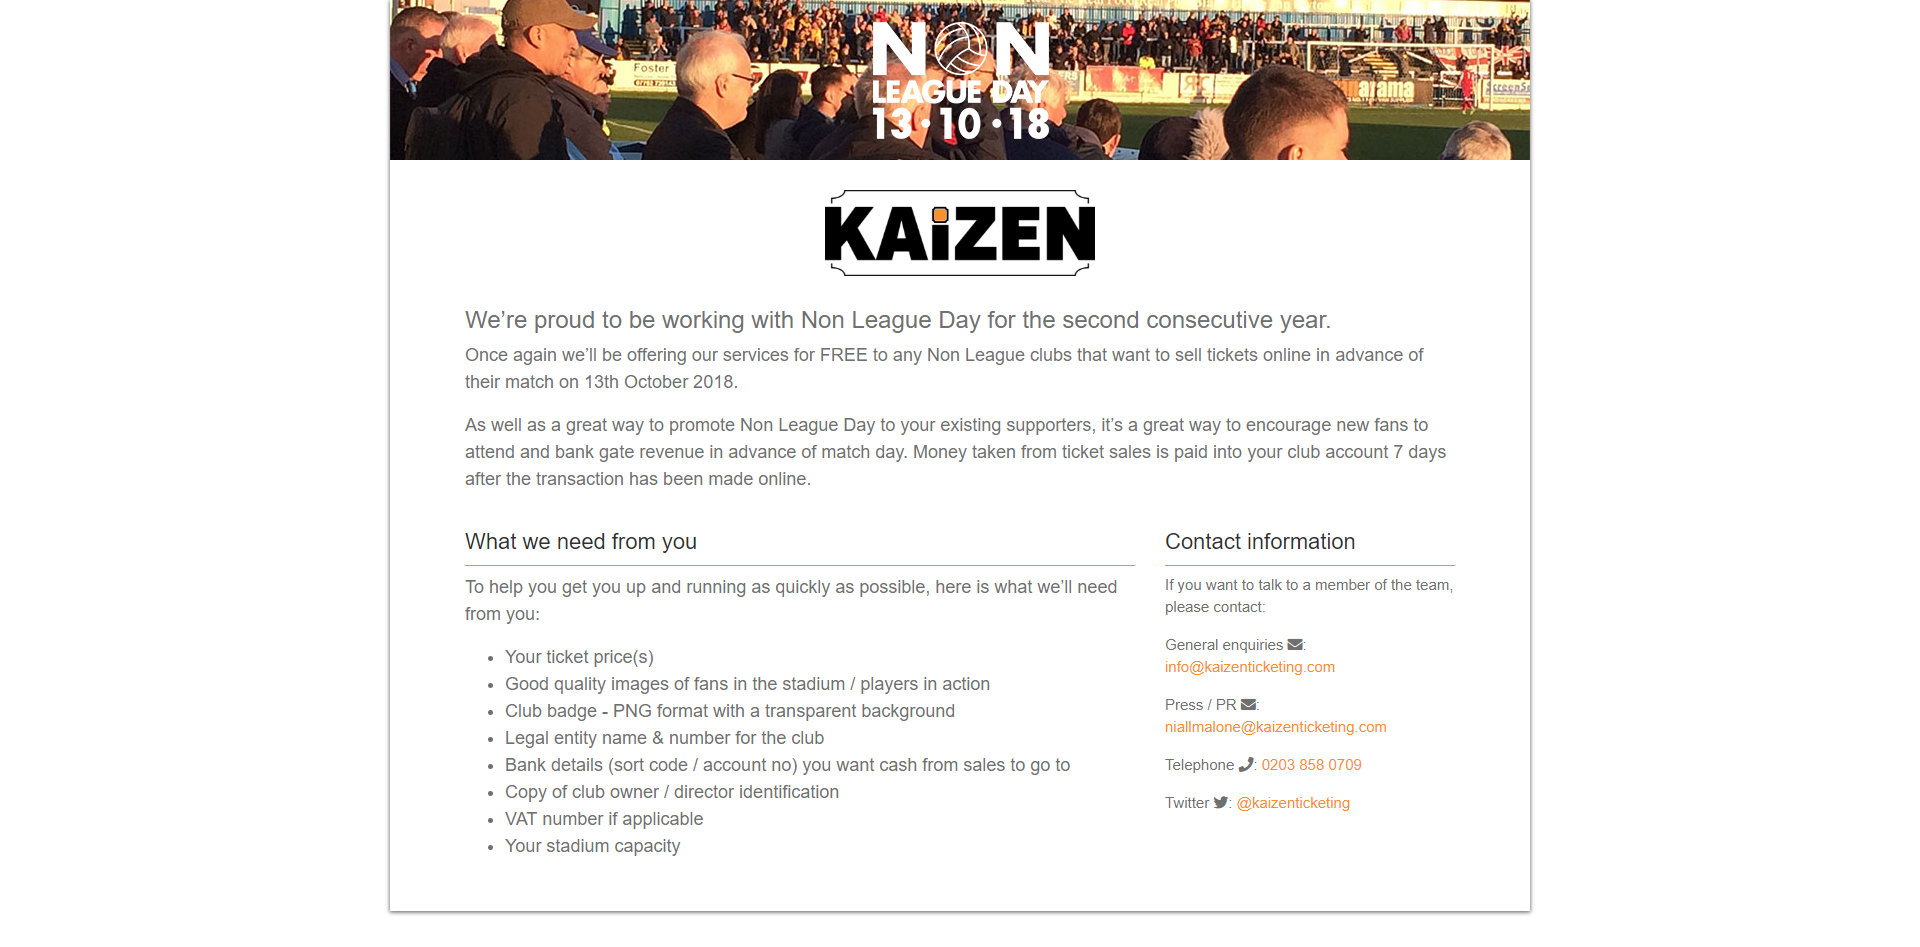 NON
LEAGUE DAY
13·10·18
Foster
arama
ScreenS
KAiZEN
We’re proud to be working with Non League Day for the second consecutive year.
Once again we’ll be offering our services for FREE to any Non League clubs that want to sell tickets online in advance of
their match on 13th October 2018.
As well as a great way to promote Non League Day to your existing supporters, it’s a great way to encourage new fans to
attend and bank gate revenue in advance of match day. Money taken from ticket sales is paid into your club account 7 days
after the transaction has been made online.
What we need from you
To help you get you up and running as quickly as possible, here is what we’ll need
from you:
• Your ticket price(s)
• Good quality images of fans in the stadium / players in action
• Club badge - PNG format with a transparent background
• Legal entity name & number for the club
• Bank details (sort code / account no) you want cash from sales to go to
• Copy of club owner / director identification
• VAT number if applicable
• Your stadium capacity
Contact information
If you want to talk to a member of the team,
please contact:
General enquiries :
info@kaizenticketing.com
Press / PR :
niallmalone@kaizenticketing.com
Telephone : 0203 858 0709
Twitter : @kaizenticketing